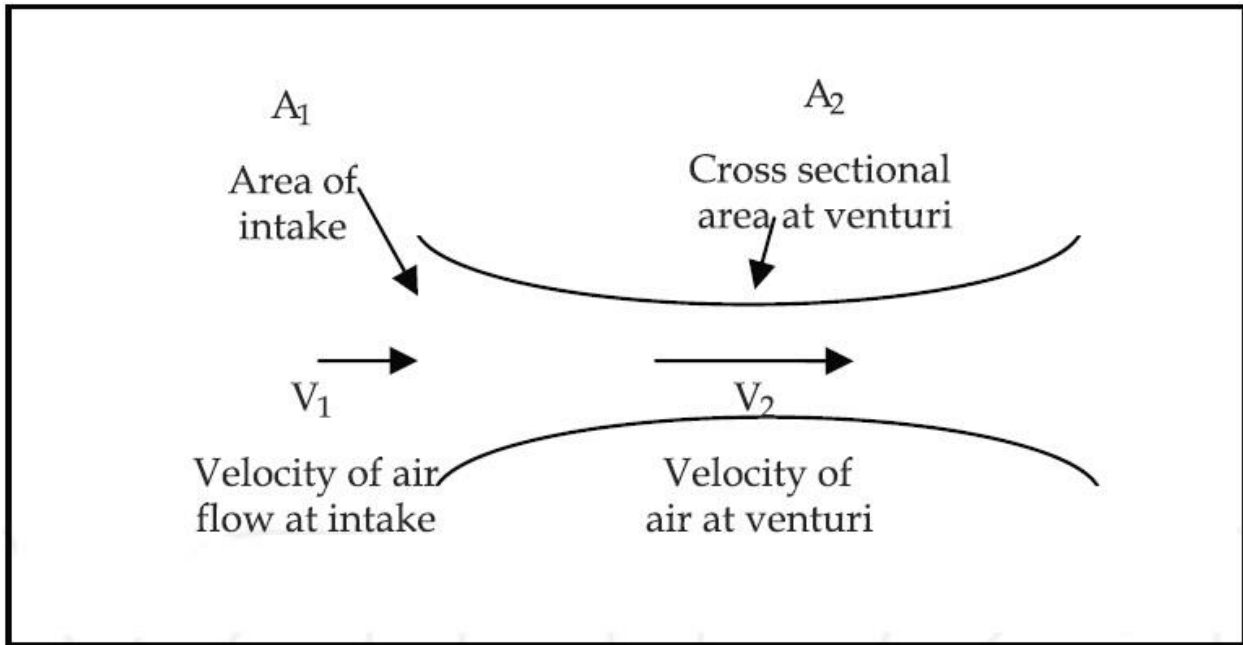 A1
Area of
intake
A2
Cross sectional
area at venturi
V1
Velocity of air
flow at intake
V2
Velocity of
air at venturi